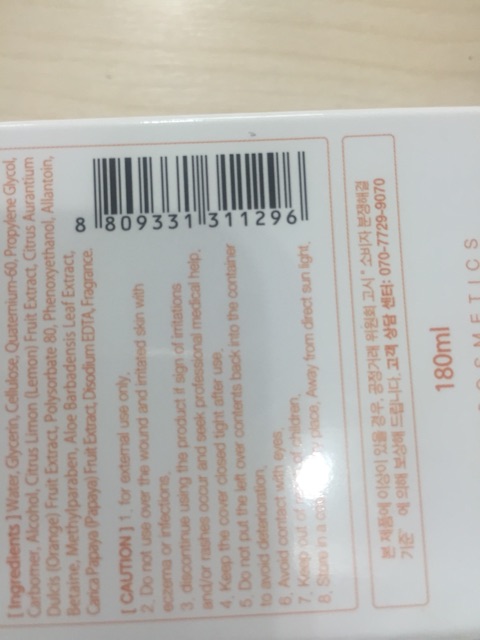 [ Ingredients ] Water, Glycerin, Cellulose, Quaternium-60, Propylene Glycol,
Carbomer, Alcohol, Citrus Limon (Lemon) Fruit Extract, Citrus Aurantium
Dulcis (Orange) Fruit Extract, Polysorbate 80, Phenoxyethanol, Allantoin,
Betaine, Methylparaben, Aloe Barbadensis Leaf Extract,
Carica Papaya (Papaya) Fruit Extract, Disodium EDTA, Fragrance.
[ CAUTION ] 1. for external use only.
2. Do not use over the wound and irritated skin with
eczema or infections.
3. discontinue using the product if sign of irritations
and/or rashes occur and seek professional medical help.
4. Keep the cover closed tight after use.
5. Do not put the left over contents back into the container
to avoid deterioration.
6. Avoid contact with eyes.
7. Keep out of of children.
8. Store in a place, Away from direct sun light.
8 809331 311296
본 제품에 이상이 있을 경우, 공정거래 위원회 고시 " 소비자 분쟁해결
기준" 에 의해 보상해 드립니다. 고객 상담 센터: 070-7729-9070
180ml
COSMETICS